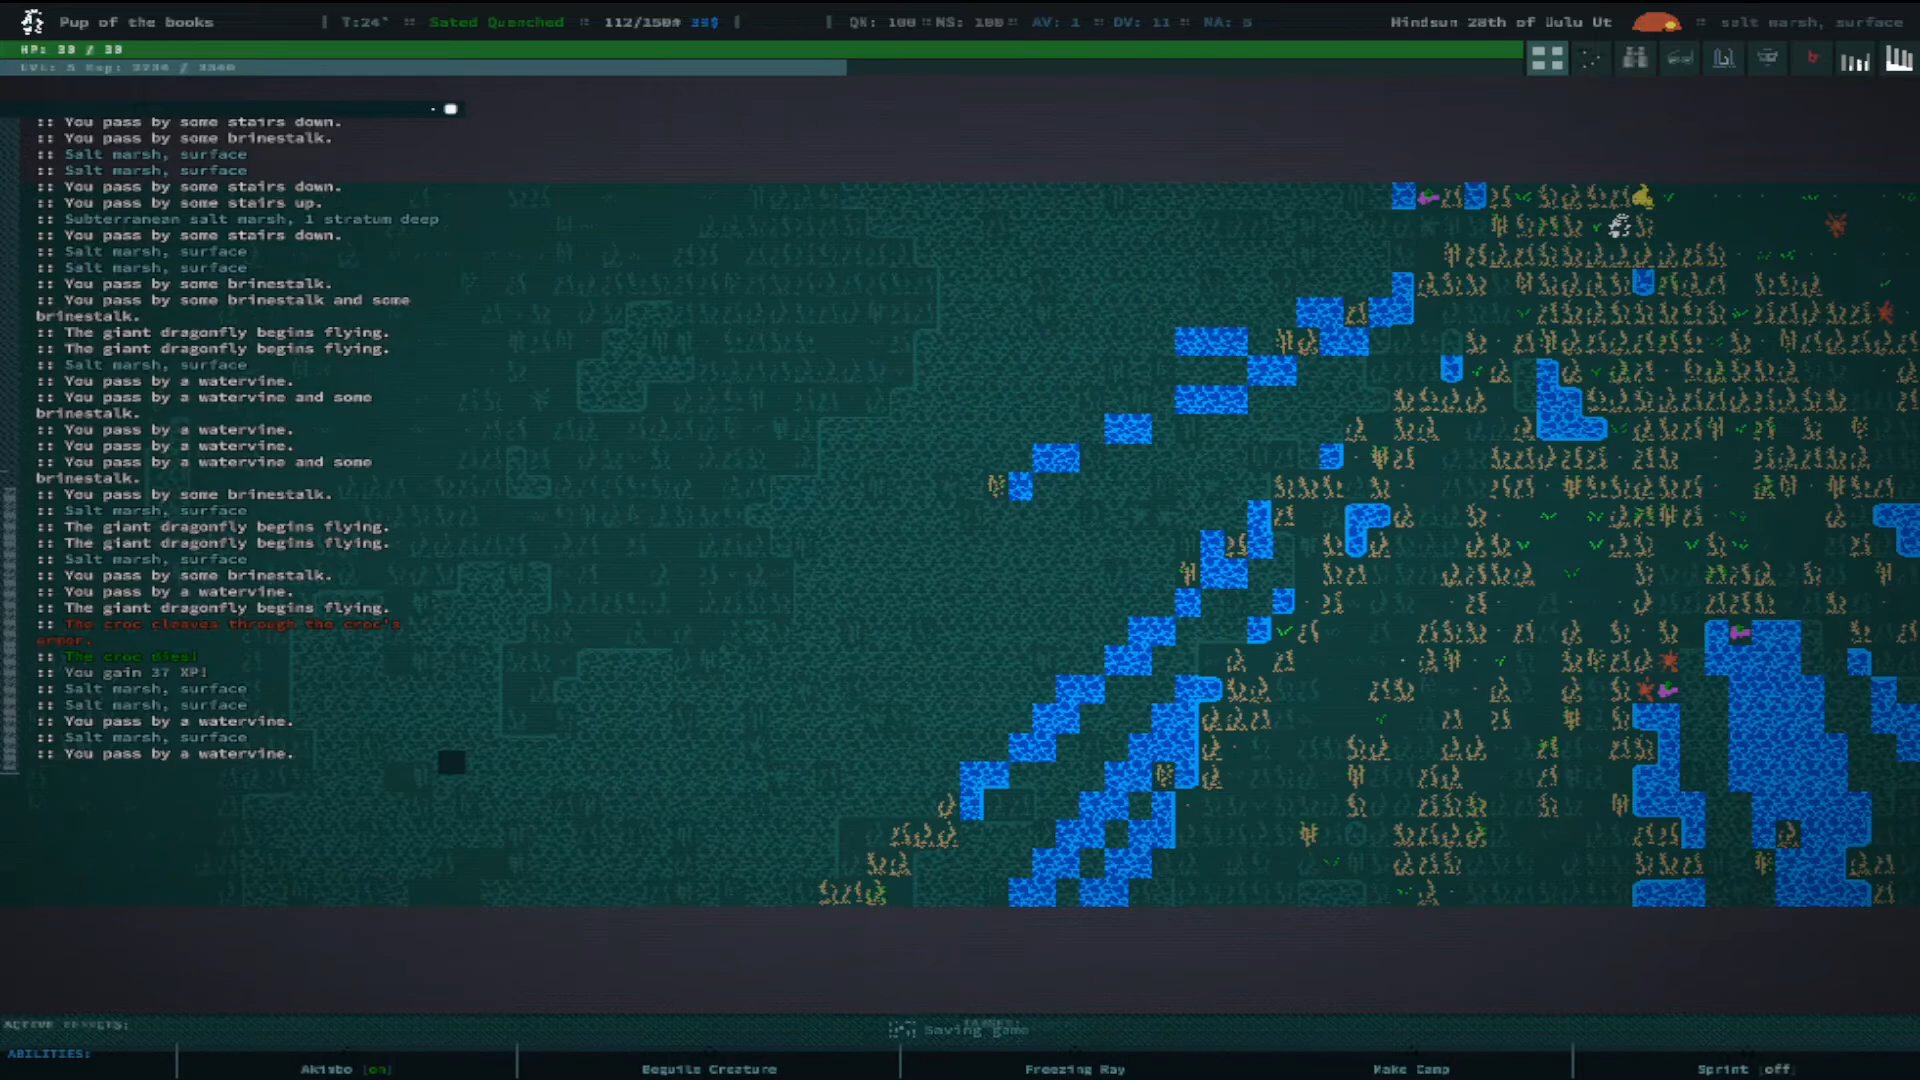 Pup of the books
T:24° Sated Quenched 112/150# 33$
QN: 100 MS: 100 AV: 1 DV: 11 MA: 5
Hindsun 28th of Uulu Ut
salt marsh, surface
HP: 38 / 38
:: You pass by some stairs down.
:: You pass by some brinestalk.
:: Salt marsh, surface
:: Salt marsh, surface
:: You pass by some stairs down.
:: You pass by some stairs up.
:: Subterranean salt marsh, 1 stratum deep
:: You pass by some stairs down.
:: Salt marsh, surface
:: Salt marsh, surface
:: You pass by some brinestalk.
:: You pass by some brinestalk and some
brinestalk.
:: The giant dragonfly begins flying.
:: The giant dragonfly begins flying.
:: Salt marsh, surface
:: You pass by a watervine.
:: You pass by a watervine and some
brinestalk.
:: You pass by a watervine.
:: You pass by a watervine.
:: You pass by a watervine and some
brinestalk.
:: You pass by some brinestalk.
:: Salt marsh, surface
:: The giant dragonfly begins flying.
:: The giant dragonfly begins flying.
:: Salt marsh, surface
:: You pass by some brinestalk.
:: You pass by a watervine.
:: The giant dragonfly begins flying.
:: The croc cleaves through the croc's
armor.
:: The croc dies!
:: You gain 37 XP!
:: Salt marsh, surface
:: Salt marsh, surface
:: You pass by a watervine.
:: Salt marsh, surface
:: You pass by a watervine.
ACTIVE EFFECTS:
Saving game
ABILITIES:
Akimbo [on]
Beguile Creature
Freezing Ray
Make Camp
Sprint [off]